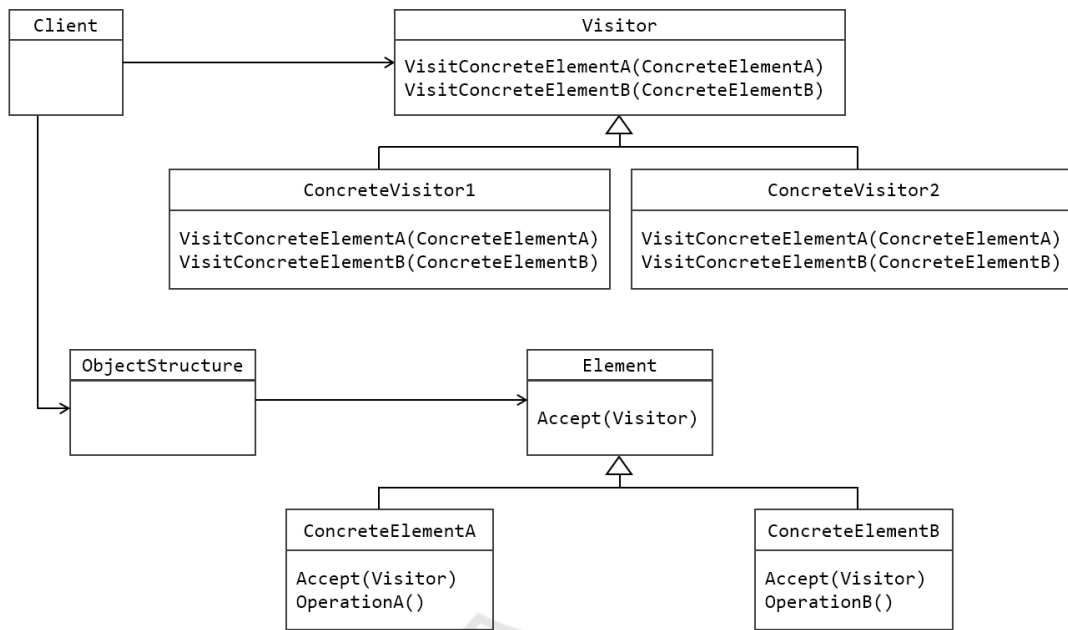 Client
Visitor
VisitConcreteElementA(ConcreteElementA)
VisitConcreteElementB(ConcreteElementB)
ConcreteVisitor1
VisitConcreteElementA(ConcreteElementA)
VisitConcreteElementB(ConcreteElementB)
ConcreteVisitor2
VisitConcreteElementA(ConcreteElementA)
VisitConcreteElementB(ConcreteElementB)
ObjectStructure
Element
Accept(Visitor)
ConcreteElementA
Accept(Visitor)
OperationA()
ConcreteElementB
Accept(Visitor)
OperationB()